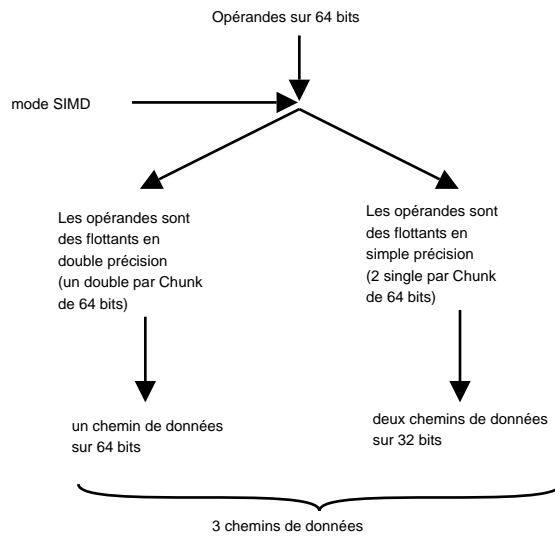 Opérandes sur 64 bits
mode SIMD
Les opérandes sont
des flottants en
double précision
(un double par Chunk
de 64 bits)
Les opérandes sont
des flottants en
simple précision
(2 single par Chunk
de 64 bits)
un chemin de données
sur 64 bits
deux chemins de données
sur 32 bits
3 chemins de données